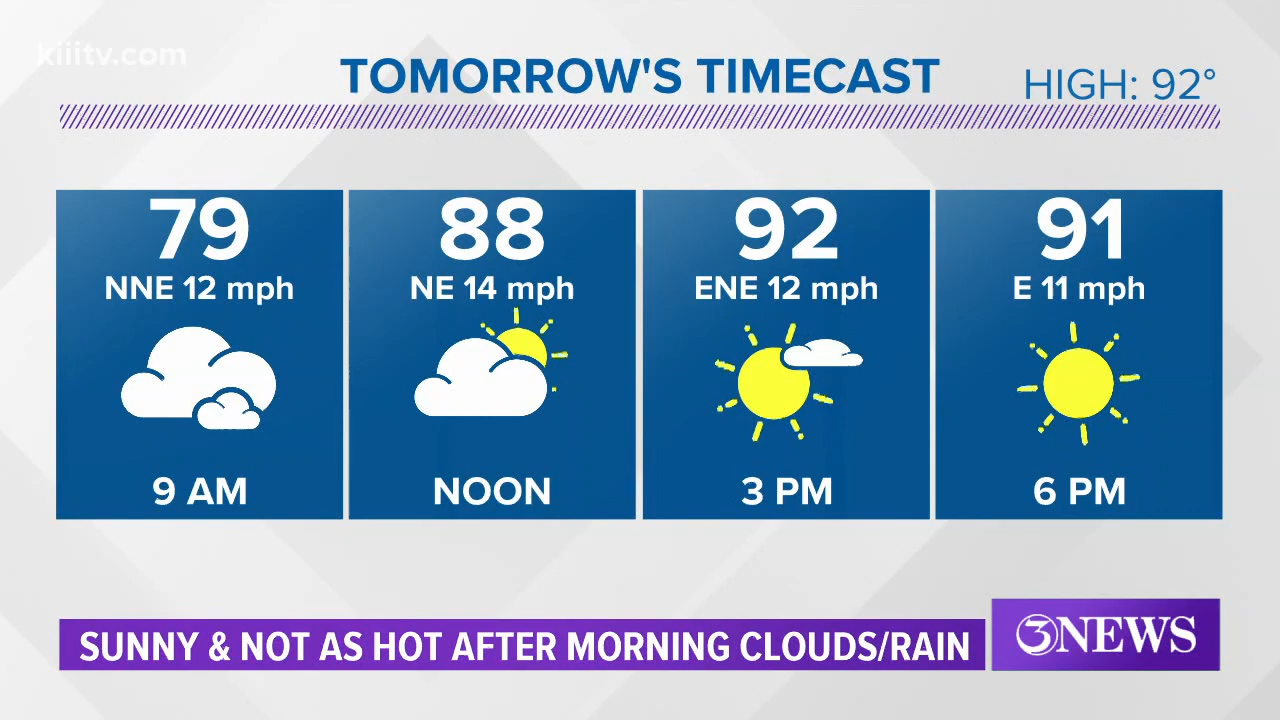 kiiitv.com
TOMORROW'S TIMECAST
HIGH: 92°
79
NNE 12 mph
9 AM
88
NE 14 mph
NOON
92
ENE 12 mph
3 PM
91
E 11 mph
6 PM
SUNNY & NOT AS HOT AFTER MORNING CLOUDS/RAIN
3NEWS